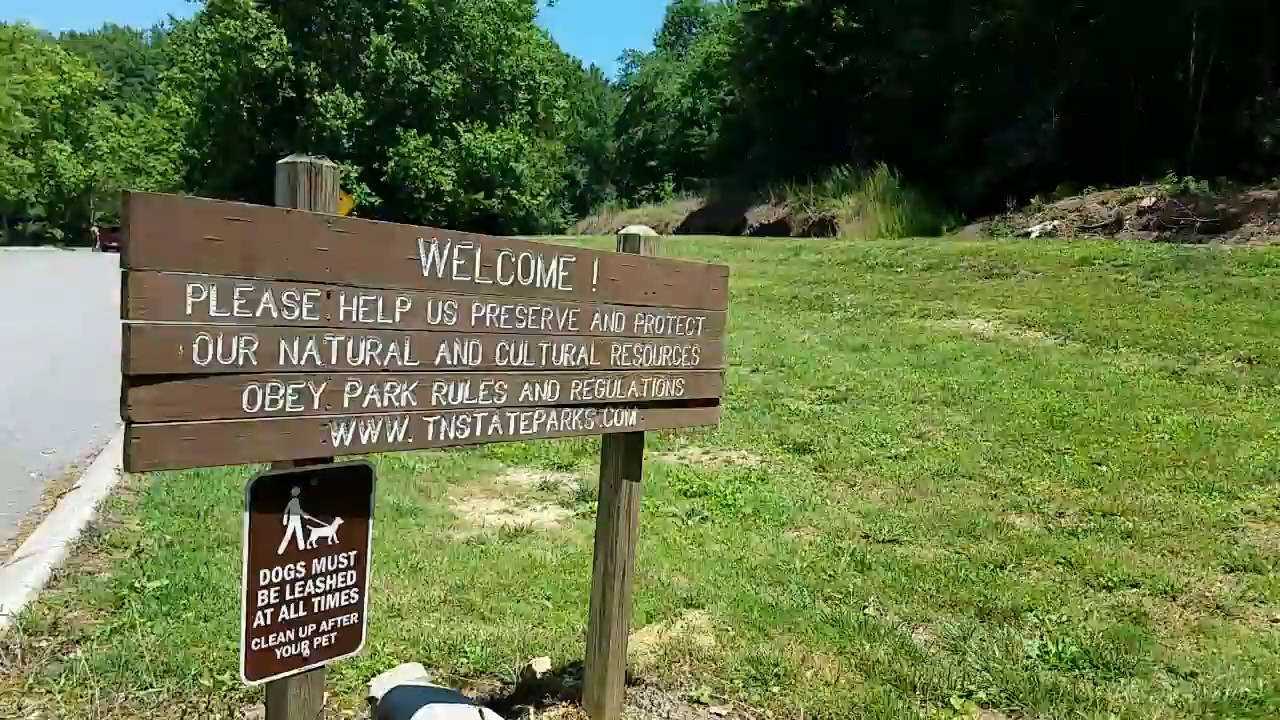 WELCOME !
PLEASE HELP US PRESERVE AND PROTECT
OUR NATURAL AND CULTURAL RESOURCES
OBEY PARK RULES AND REGULATIONS
WWW.TNSTATEPARKS.COM
DOGS MUST
BE LEASHED
AT ALL TIMES
CLEAN UP AFTER
YOUR PET